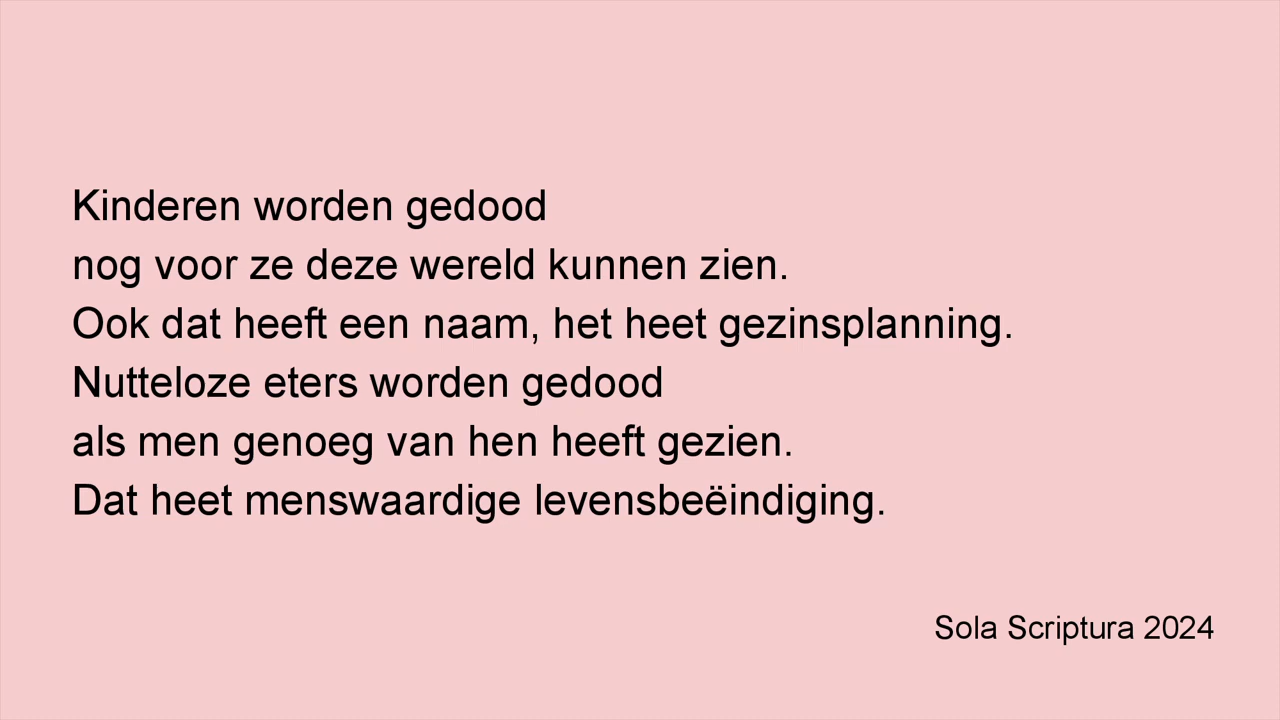 Kinderen worden gedood
nog voor ze deze wereld kunnen zien.
Ook dat heeft een naam, het heet gezinsplanning.
Nutteloze eters worden gedood
als men genoeg van hen heeft gezien.
Dat heet menswaardige levensbeëindiging.
Sola Scriptura 2024